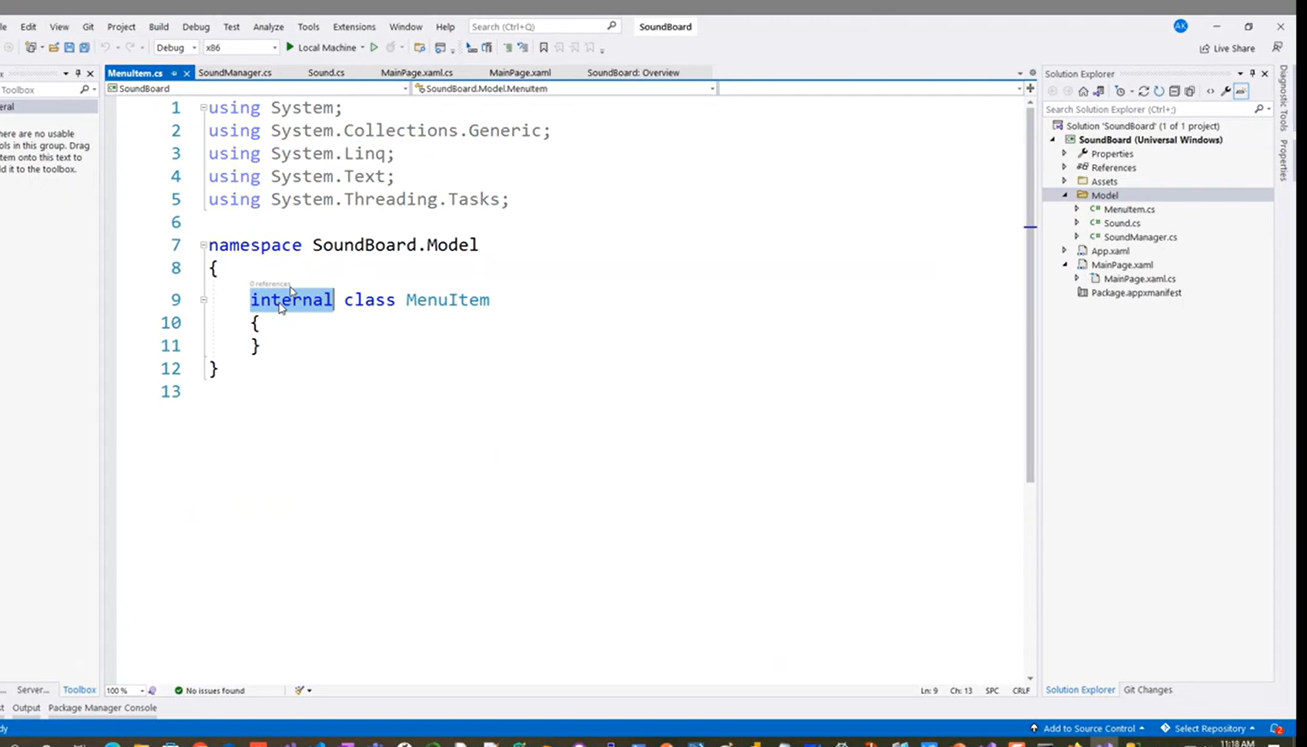 le Edit View Git Project Build Debug Test Analyze Tools Extensions Window Help Search (Ctrl+Q) SoundBoard AK
Debug x86 Local Machine Live Share
MenuItem.cs SoundManager.cs Sound.cs MainPage.xaml.cs MainPage.xaml SoundBoard: Overview
SoundBoard SoundBoard.Model.MenuItem
Toolbox
eral
here are no usable
ols in this group. Drag
tem onto this text to
d it to the toolbox.
1 using System;
2 using System.Collections.Generic;
3 using System.Linq;
4 using System.Text;
5 using System.Threading.Tasks;
6
7 namespace SoundBoard.Model
8 {
0 references
9 internal class MenuItem
10 {
11 }
12 }
13
Solution Explorer
Search Solution Explorer (Ctrl+;)
Solution 'SoundBoard' (1 of 1 project)
SoundBoard (Universal Windows)
Properties
References
Assets
Model
MenuItem.cs
Sound.cs
SoundManager.cs
App.xaml
MainPage.xaml
MainPage.xaml.cs
Package.appxmanifest
Diagnostic Tools
Properties
... Server... Toolbox
100 % No issues found Ln: 9 Ch: 13 SPC CRLF
Solution Explorer Git Changes
st Output Package Manager Console
dy Add to Source Control Select Repository 2
11:18 AM